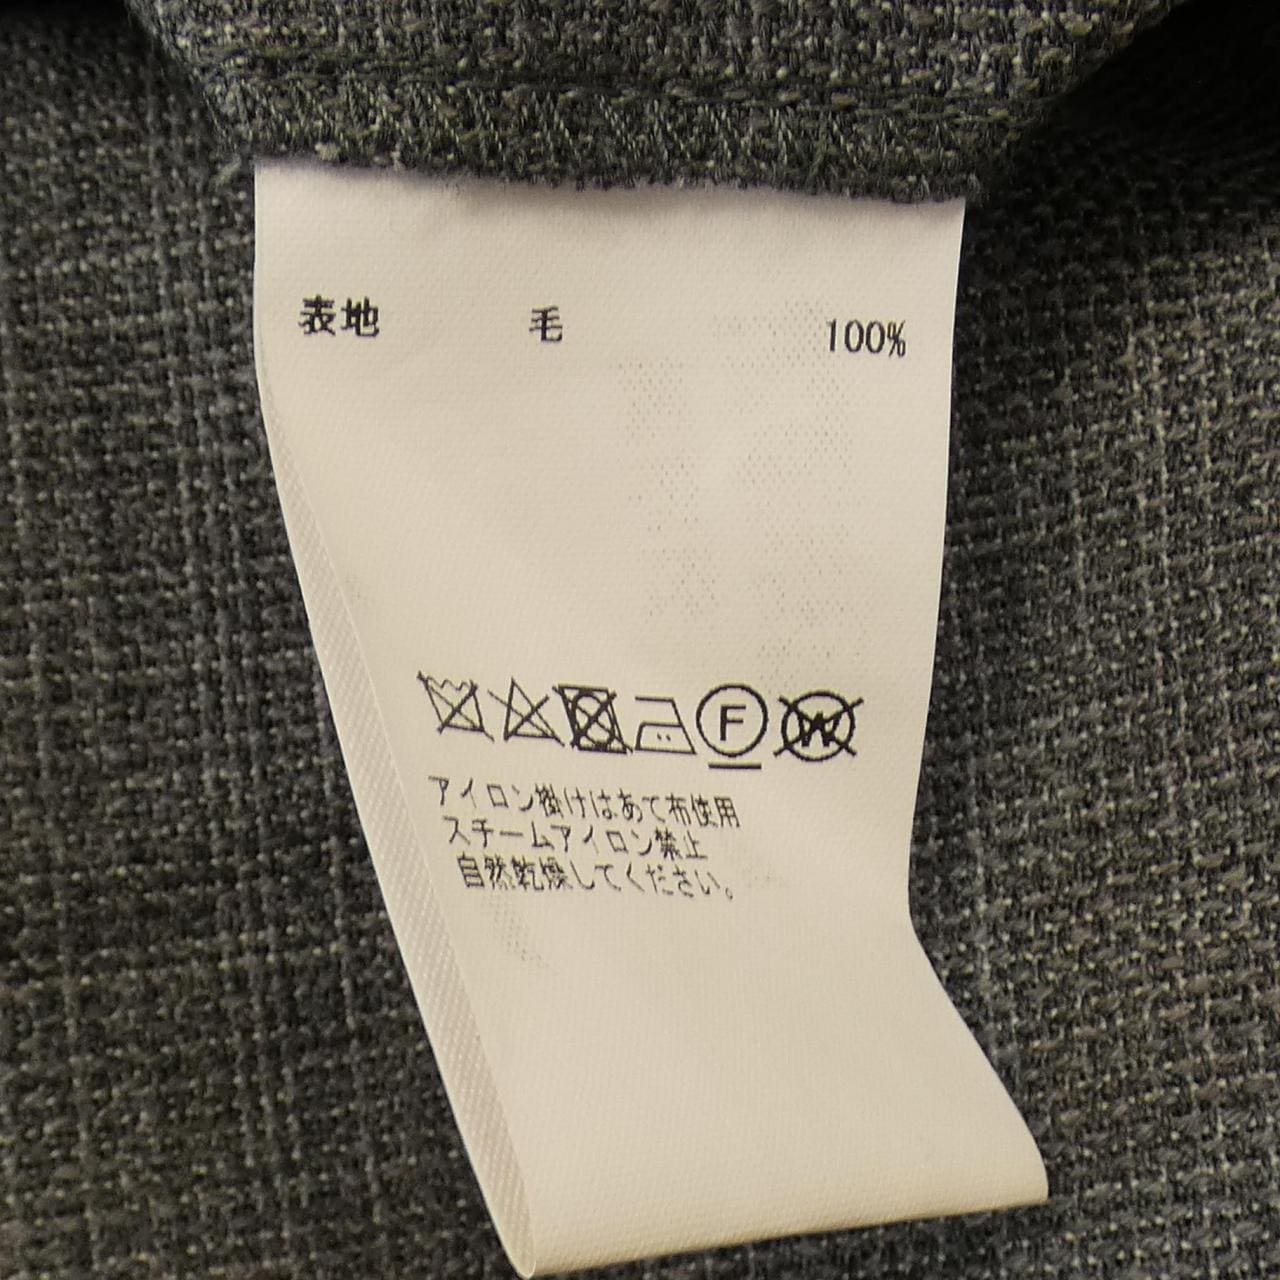 表地 毛 100%
F W
アイロン掛けはあて布使用
スチームアイロン禁止
自然乾燥してください。